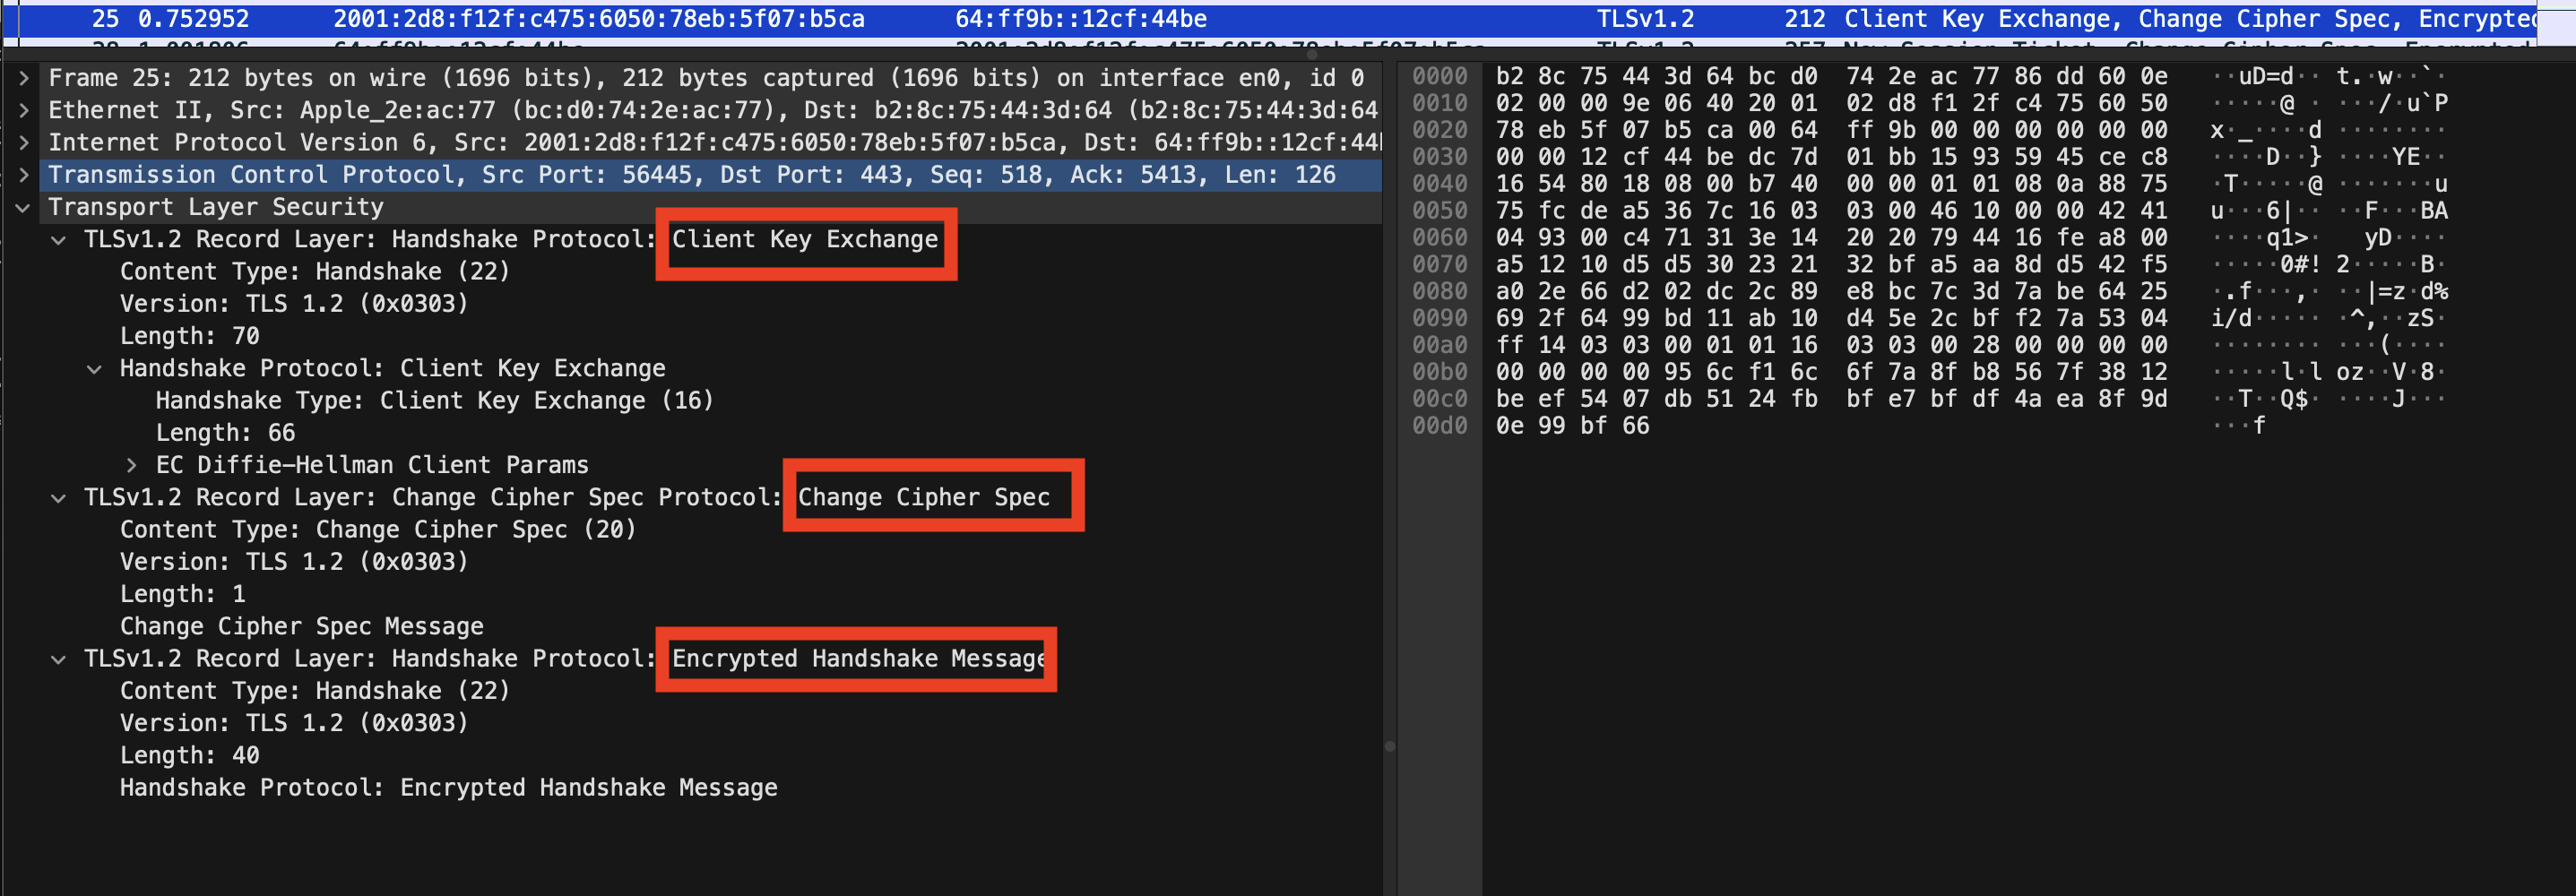 25 0.752952 2001:2d8:f12f:c475:6050:78eb:5f07:b5ca 64:ff9b::12cf:44be TLSv1.2 212 Client Key Exchange, Change Cipher Spec, Encrypted
Frame 25: 212 bytes on wire (1696 bits), 212 bytes captured (1696 bits) on interface en0, id 0
Ethernet II, Src: Apple_2e:ac:77 (bc:d0:74:2e:ac:77), Dst: b2:8c:75:44:3d:64 (b2:8c:75:44:3d:64
Internet Protocol Version 6, Src: 2001:2d8:f12f:c475:6050:78eb:5f07:b5ca, Dst: 64:ff9b::12cf:44
Transmission Control Protocol, Src Port: 56445, Dst Port: 443, Seq: 518, Ack: 5413, Len: 126
Transport Layer Security
TLSv1.2 Record Layer: Handshake Protocol: Client Key Exchange
Content Type: Handshake (22)
Version: TLS 1.2 (0x0303)
Length: 70
Handshake Protocol: Client Key Exchange
Handshake Type: Client Key Exchange (16)
Length: 66
EC Diffie-Hellman Client Params
TLSv1.2 Record Layer: Change Cipher Spec Protocol: Change Cipher Spec
Content Type: Change Cipher Spec (20)
Version: TLS 1.2 (0x0303)
Length: 1
Change Cipher Spec Message
TLSv1.2 Record Layer: Handshake Protocol: Encrypted Handshake Message
Content Type: Handshake (22)
Version: TLS 1.2 (0x0303)
Length: 40
Handshake Protocol: Encrypted Handshake Message
0000 b2 8c 75 44 3d 64 bc d0 74 2e ac 77 86 dd 60 0e ··uD=d·· t.·w··`·
0010 02 00 00 9e 06 40 20 01 02 d8 f1 2f c4 75 60 50 ·····@ · ···/·u`P
0020 78 eb 5f 07 b5 ca 00 64 ff 9b 00 00 00 00 00 00 x·_····d ········
0030 00 00 12 cf 44 be dc 7d 01 bb 15 93 59 45 ce c8 ····D··} ····YE··
0040 16 54 80 18 08 00 b7 40 00 00 01 01 08 0a 88 75 ·T·····@ ·······u
0050 75 fc de a5 36 7c 16 03 03 00 46 10 00 00 42 41 u···6|·· ··F···BA
0060 04 93 00 c4 71 31 3e 14 20 20 79 44 16 fe a8 00 ····q1>·   yD····
0070 a5 12 10 d5 d5 30 23 21 32 bf a5 aa 8d d5 42 f5 ·····0#! 2·····B·
0080 a0 2e 66 d2 02 dc 2c 89 e8 bc 7c 3d 7a be 64 25 ·.f···,· ··|=z·d%
0090 69 2f 64 99 bd 11 ab 10 d4 5e 2c bf f2 7a 53 04 i/d····· ·^,··zS·
00a0 ff 14 03 03 00 01 01 16 03 03 00 28 00 00 00 00 ········ ···(····
00b0 00 00 00 00 95 6c f1 6c 6f 7a 8f b8 56 7f 38 12 ·····l·l oz··V·8·
00c0 be ef 54 07 db 51 24 fb bf e7 bf df 4a ea 8f 9d ··T··Q$· ····J···
00d0 0e 99 bf 66 ···f